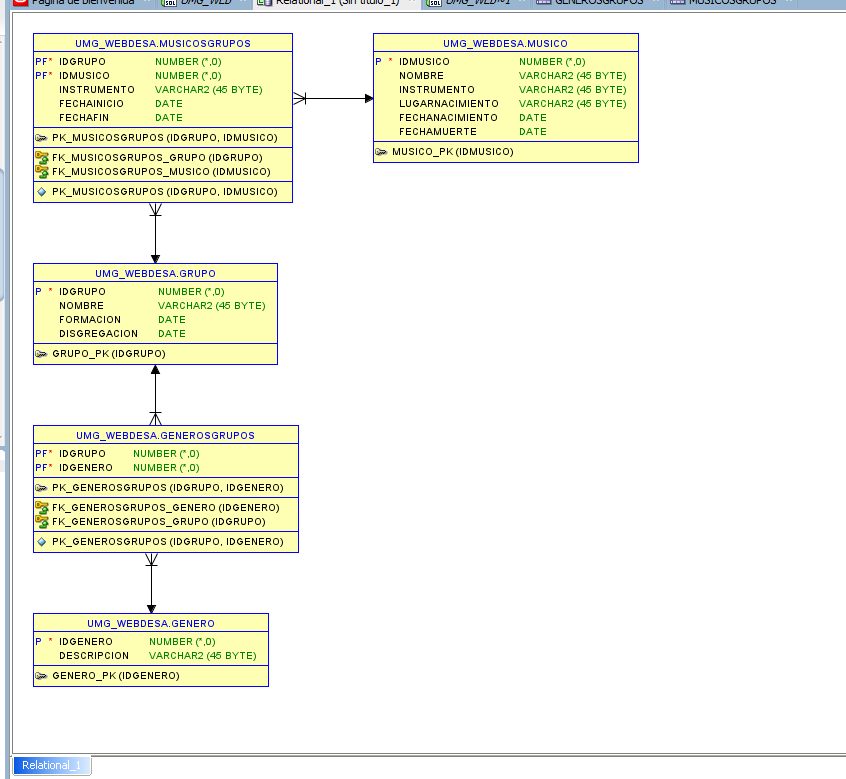 Página de bienvenida
UMG_WEB
Relational_1 (Sin título_1)
UMG_WEB~1
GENEROSGRUPOS
MUSICOSGRUPOS
UMG_WEBDESA.MUSICOSGRUPOS
PF* IDGRUPO NUMBER (*,0)
PF* IDMUSICO NUMBER (*,0)
INSTRUMENTO VARCHAR2 (45 BYTE)
FECHAINICIO DATE
FECHAFIN DATE
PK_MUSICOSGRUPOS (IDGRUPO, IDMUSICO)
FK_MUSICOSGRUPOS_GRUPO (IDGRUPO)
FK_MUSICOSGRUPOS_MUSICO (IDMUSICO)
PK_MUSICOSGRUPOS (IDGRUPO, IDMUSICO)
UMG_WEBDESA.MUSICO
P * IDMUSICO NUMBER (*,0)
NOMBRE VARCHAR2 (45 BYTE)
INSTRUMENTO VARCHAR2 (45 BYTE)
LUGARNACIMIENTO VARCHAR2 (45 BYTE)
FECHANACIMIENTO DATE
FECHAMUERTE DATE
MUSICO_PK (IDMUSICO)
UMG_WEBDESA.GRUPO
P * IDGRUPO NUMBER (*,0)
NOMBRE VARCHAR2 (45 BYTE)
FORMACION DATE
DISGREGACION DATE
GRUPO_PK (IDGRUPO)
UMG_WEBDESA.GENEROSGRUPOS
PF* IDGRUPO NUMBER (*,0)
PF* IDGENERO NUMBER (*,0)
PK_GENEROSGRUPOS (IDGRUPO, IDGENERO)
FK_GENEROSGRUPOS_GENERO (IDGENERO)
FK_GENEROSGRUPOS_GRUPO (IDGRUPO)
PK_GENEROSGRUPOS (IDGRUPO, IDGENERO)
UMG_WEBDESA.GENERO
P * IDGENERO NUMBER (*,0)
DESCRIPCION VARCHAR2 (45 BYTE)
GENERO_PK (IDGENERO)
Relational_1